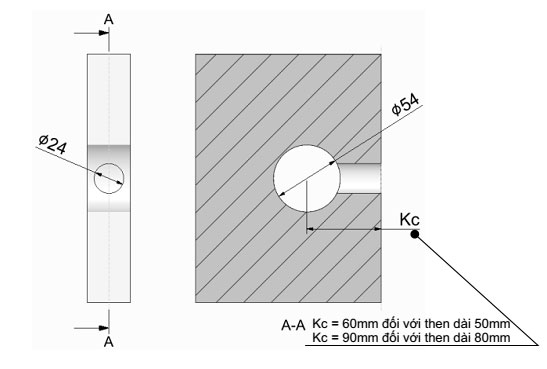 A
ϕ24
ϕ54
Kc
A
A-A Kc = 60mm đối với then dài 50mm
Kc = 90mm đối với then dài 80mm